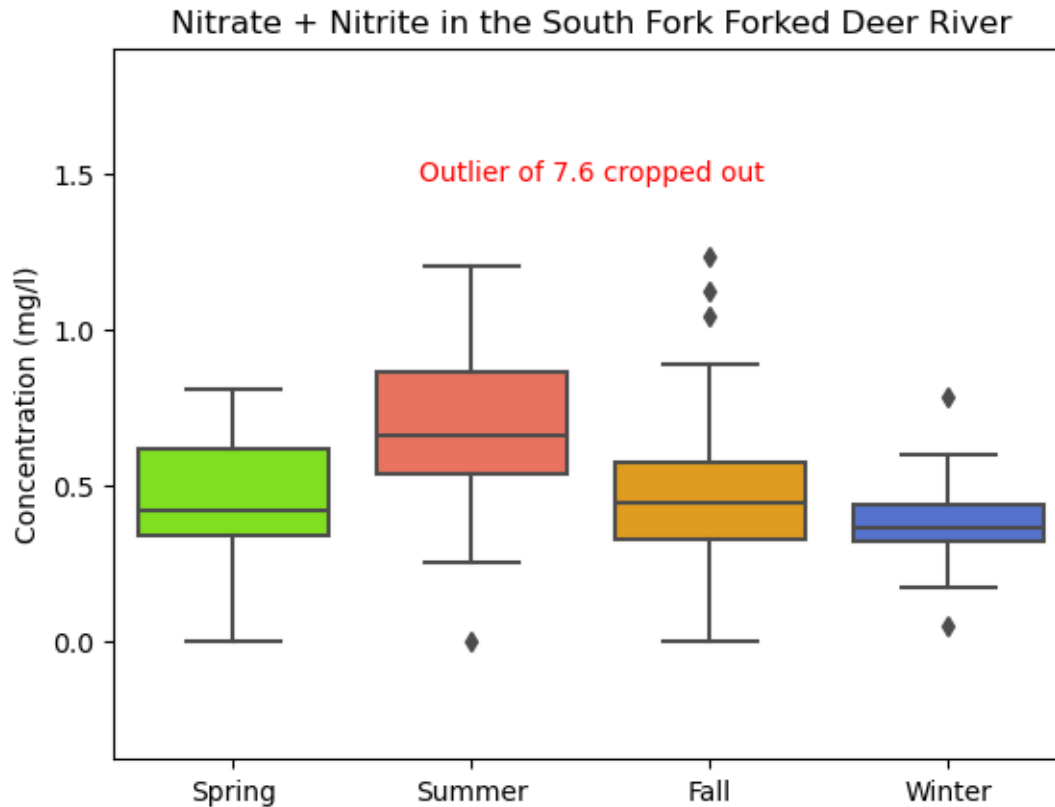 Nitrate + Nitrite in the South Fork Forked Deer River
Outlier of 7.6 cropped out
Concentration (mg/l)
1.5
1.0
0.5
0.0
Spring
Summer
Fall
Winter